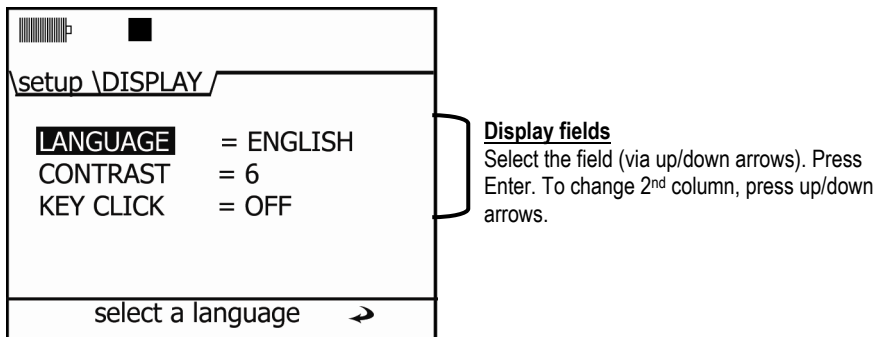 \setup \DISPLAY /
LANGUAGE = ENGLISH
CONTRAST = 6
KEY CLICK = OFF
select a language
Display fields
Select the field (via up/down arrows). Press
Enter. To change 2nd column, press up/down
arrows.